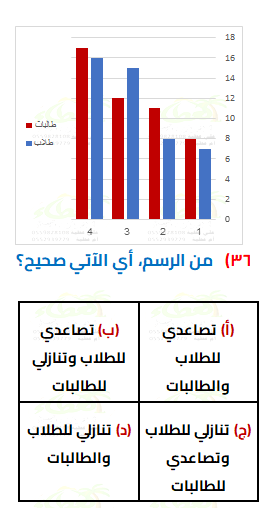 18
16
14
12
10
8
6
4
2
0
طالبات
طلاب
4 3 2 1
٣٦) من الرسم، أي الآتي صحيح؟
(أ) تصاعدي
للطلاب
والطالبات
(ب) تصاعدي
للطلاب وتنازلي
للطالبات
(ج) تنازلي للطلاب
وتصاعدي
للطالبات
(د) تنازلي للطلاب
والطالبات